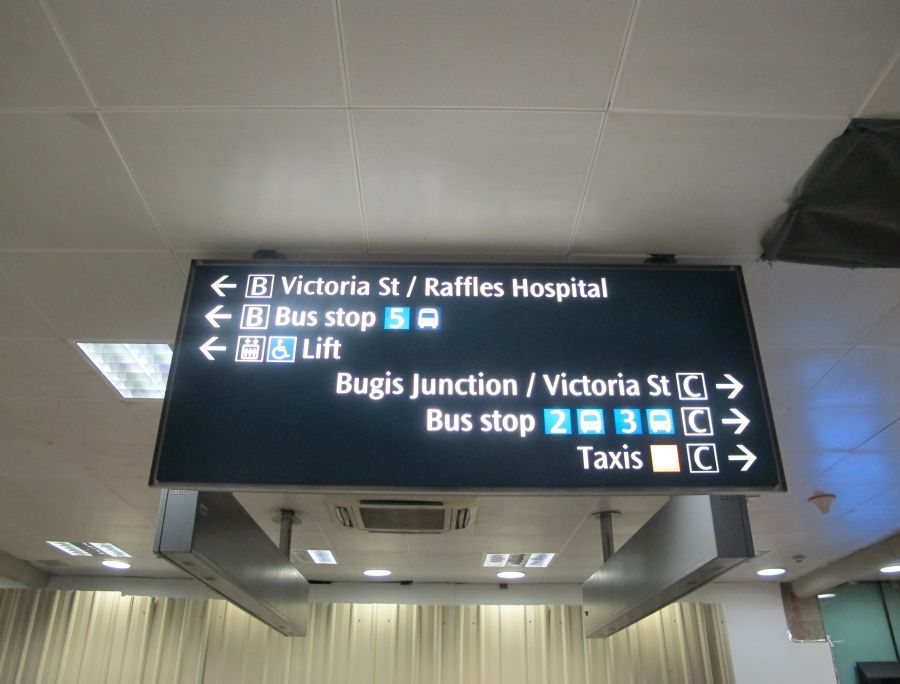 ← B Victoria St / Raffles Hospital
← B Bus stop 5
← Lift
Bugis Junction / Victoria St C →
Bus stop 2 3 C →
Taxis C →